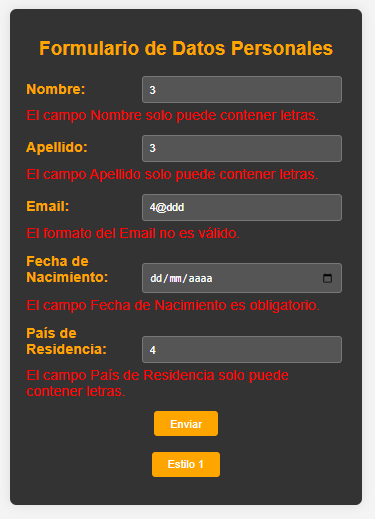 Formulario de Datos Personales
Nombre: 3
El campo Nombre solo puede contener letras.
Apellido: 3
El campo Apellido solo puede contener letras.
Email: 4@ddd
El formato del Email no es válido.
Fecha de
Nacimiento: dd/mm/aaaa
El campo Fecha de Nacimiento es obligatorio.
País de
Residencia: 4
El campo País de Residencia solo puede
contener letras.
Enviar
Estilo 1